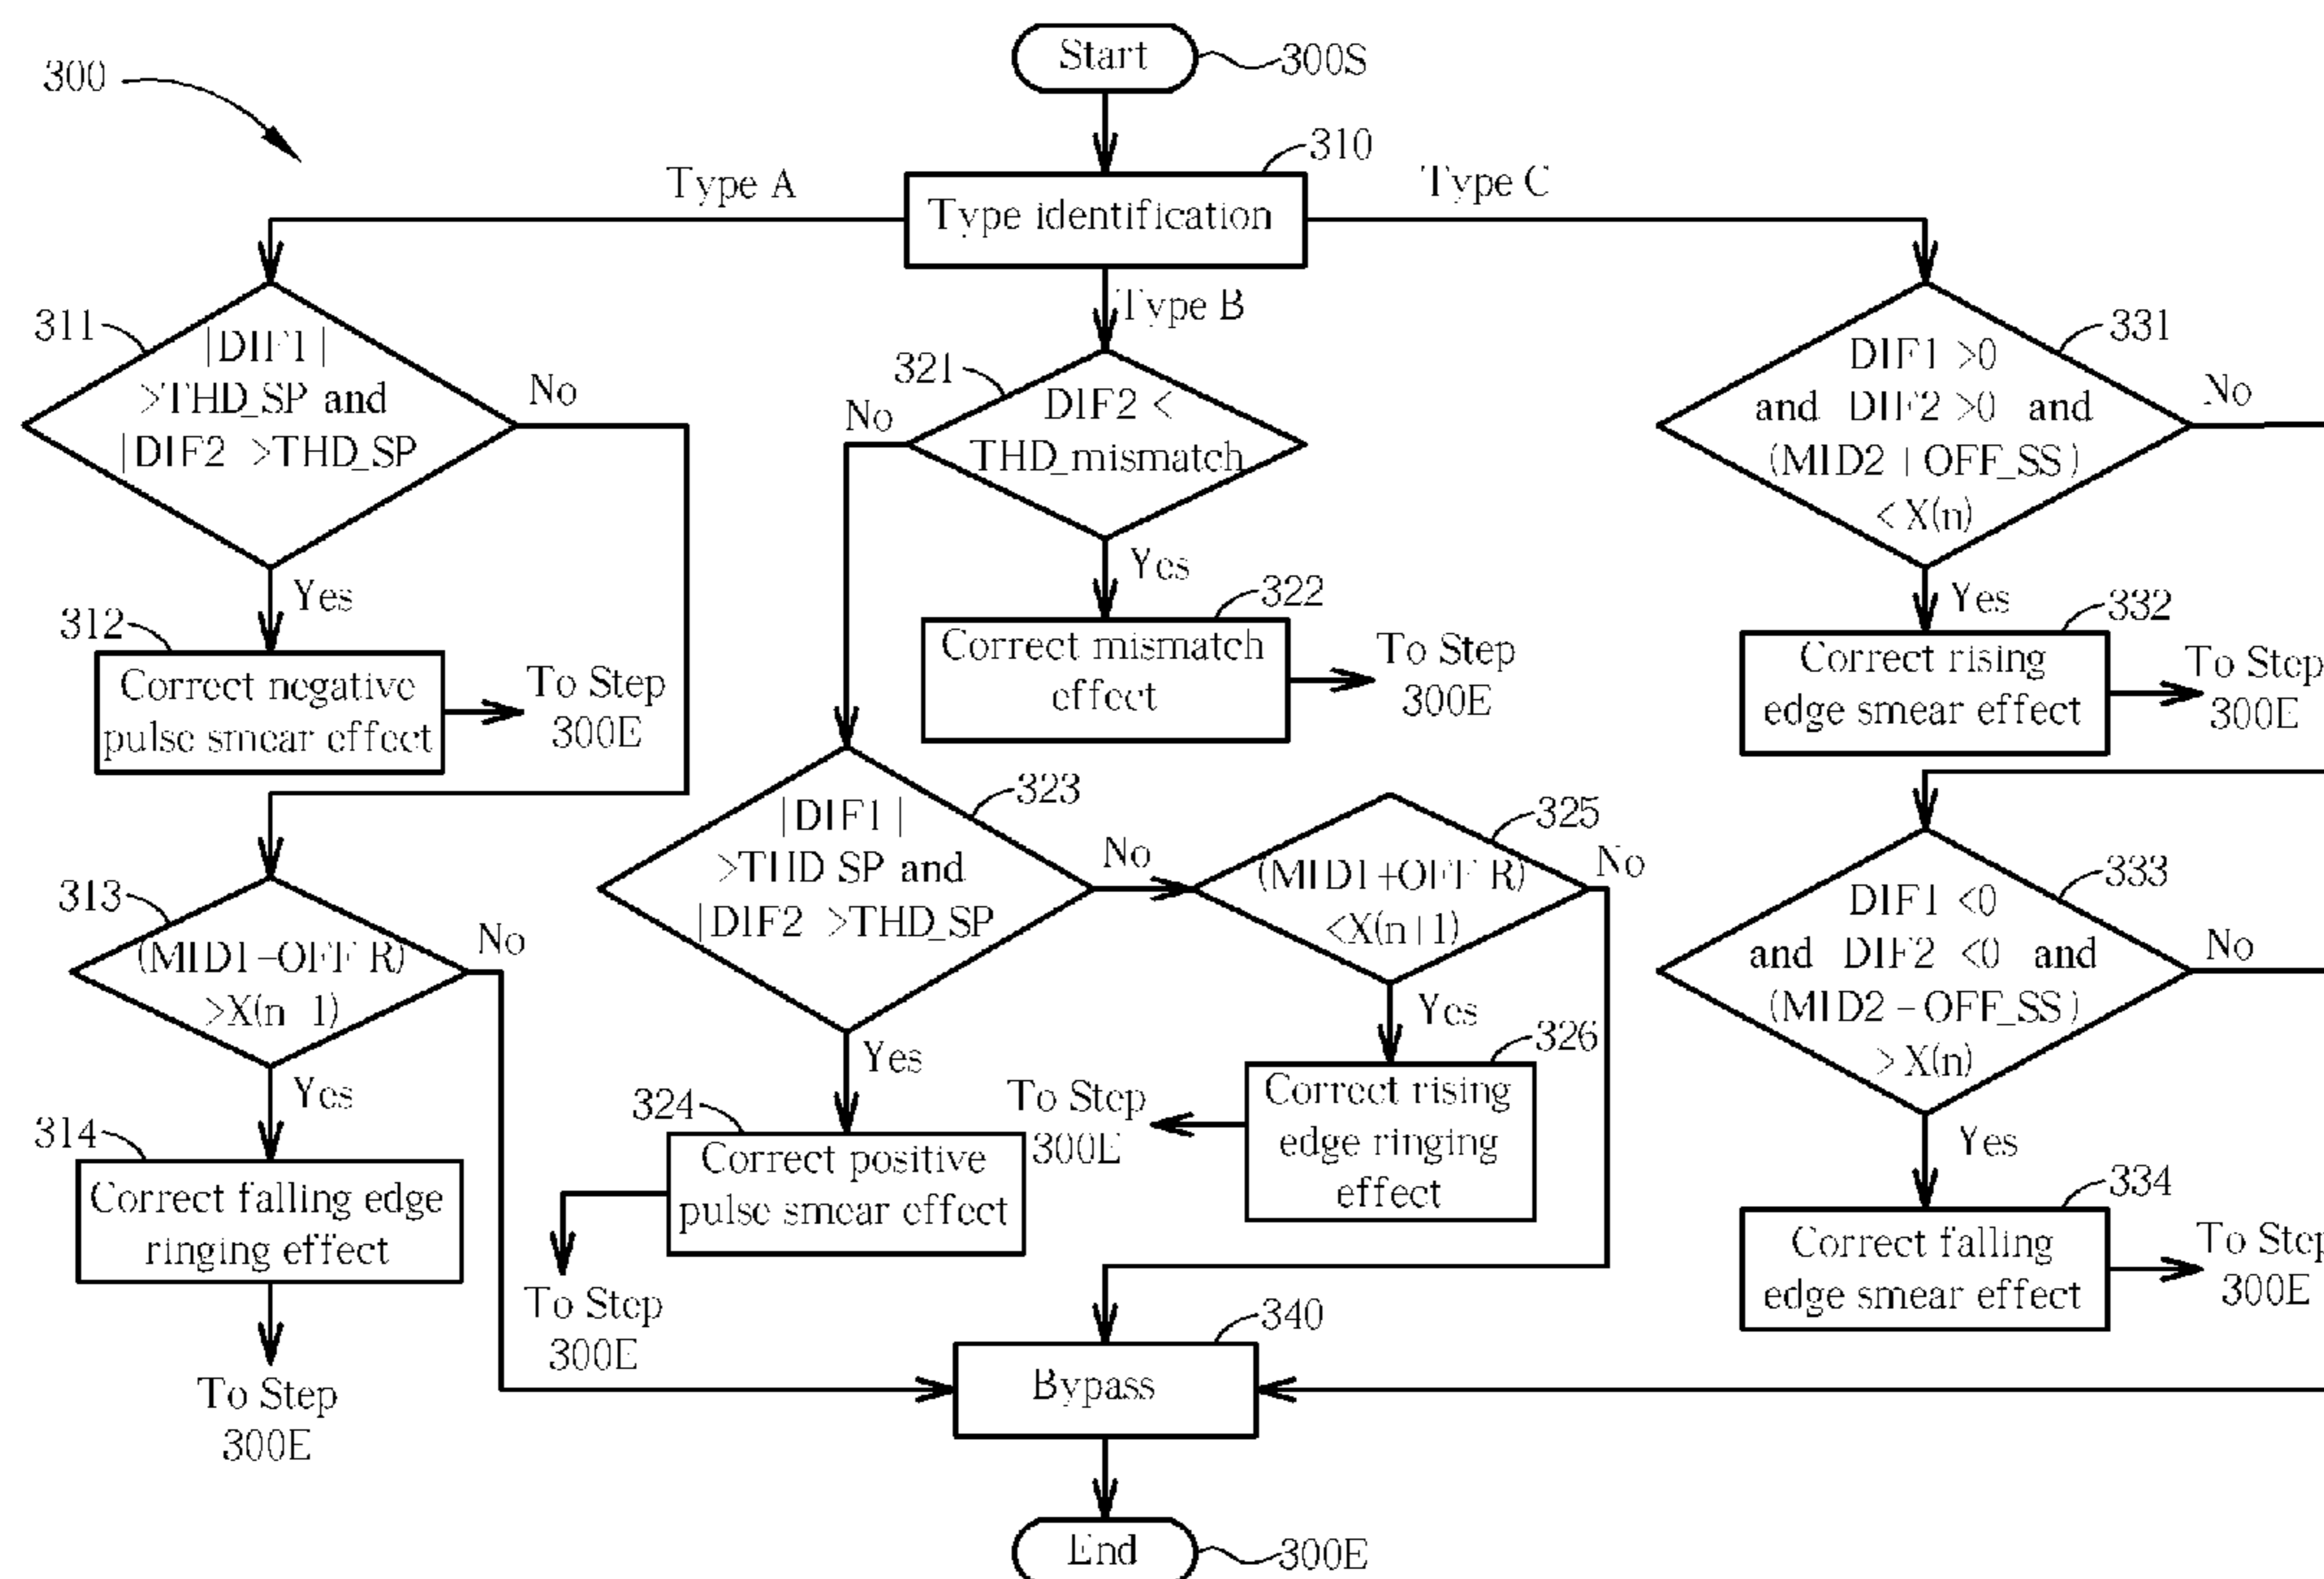 300
Start
300S
310
Type A
Type identification
Type C
Type B
311
|DIF1|
>THD_SP and
|DIF2 >THD_SP
No
Yes
312
Correct negative
pulse smear effect
To Step
300E
313
(MID1-OFF R)
>X(n 1)
No
Yes
314
Correct falling edge
ringing effect
To Step
300E
321
DIF2 <
THD_mismatch
No
Yes
322
Correct mismatch
effect
To Step
300E
323
|DIF1|
>THD SP and
|DIF2 >THD_SP
No
Yes
324
Correct positive
pulse smear effect
To Step
300E
325
(MID1+OFF R)
<X(n+1)
No
Yes
326
Correct rising
edge ringing
effect
To Step
300E
331
DIF1 >0
and DIF2 >0 and
(MID2+OFF_SS)
<X(n)
No
Yes
332
Correct rising
edge smear effect
To Step
300E
333
DIF1 <0
and DIF2 <0 and
(MID2-OFF_SS)
>X(n)
No
Yes
334
Correct falling
edge smear effect
To Step
300E
340
Bypass
End
300E